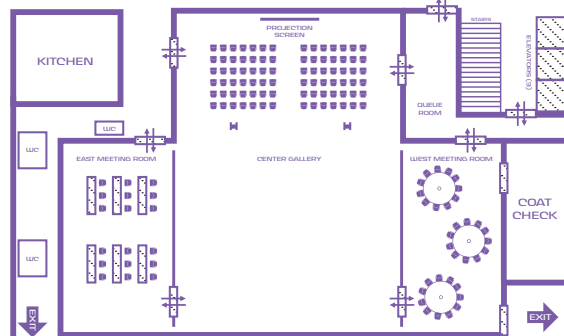 PROJECTION
SCREEN
STAIRS
ELEVATORS (3)
KITCHEN
QUEUE
ROOM
WC
WC
EAST MEETING ROOM
CENTER GALLERY
WEST MEETING ROOM
COAT
CHECK
WC
EXIT
EXIT